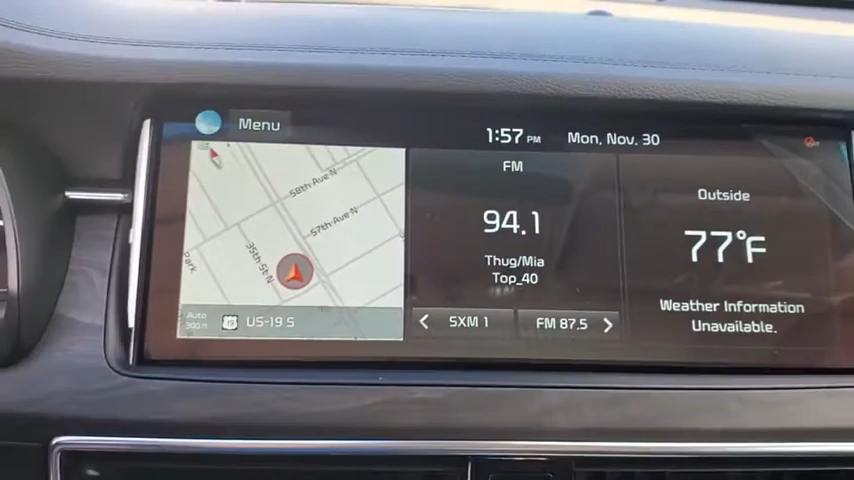 Menu
1:57 PM
Mon, Nov. 30
58th Ave N
57th Ave N
35th St N
Park
Auto
300 ft
19
US-19 S
FM
94.1
Thug/Mia
Top_40
SXM 1
FM 87.5
Outside
77°F
Weather Information
Unavailable.